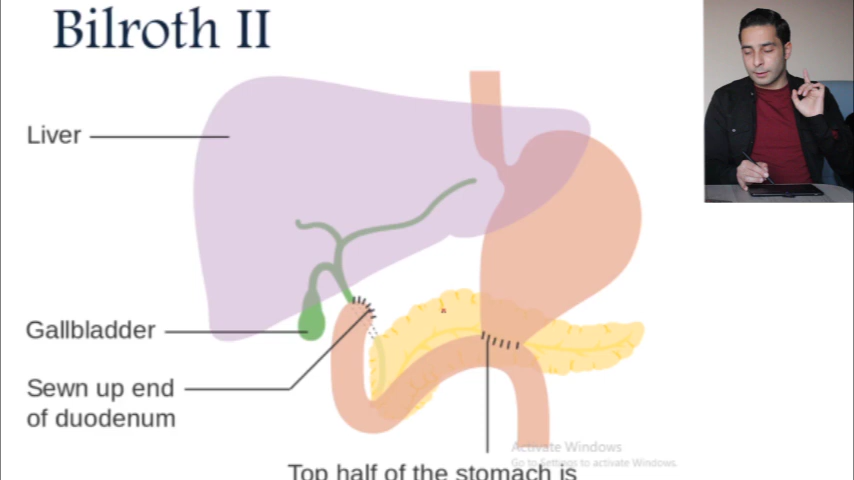 Bilroth II
Liver
Gallbladder
Sewn up end
of duodenum
Activate Windows
Go to Settings to activate Windows.
Top half of the stomach is